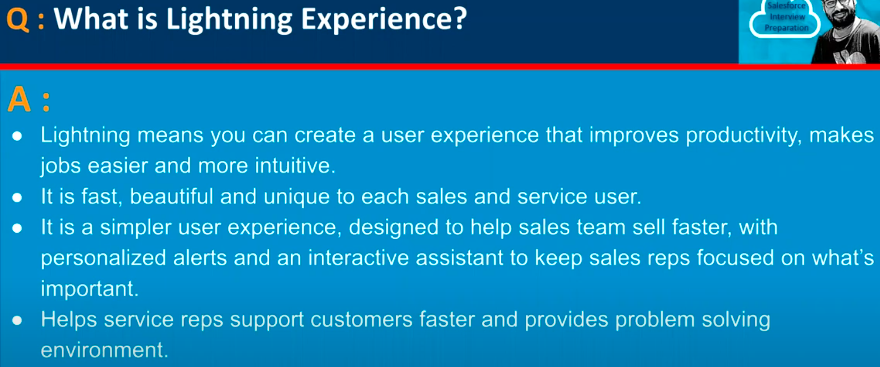 Q : What is Lightning Experience?
Salesforce
Interview
Preparation
A :
● Lightning means you can create a user experience that improves productivity, makes
jobs easier and more intuitive.
● It is fast, beautiful and unique to each sales and service user.
● It is a simpler user experience, designed to help sales team sell faster, with
personalized alerts and an interactive assistant to keep sales reps focused on what's
important.
● Helps service reps support customers faster and provides problem solving
environment.